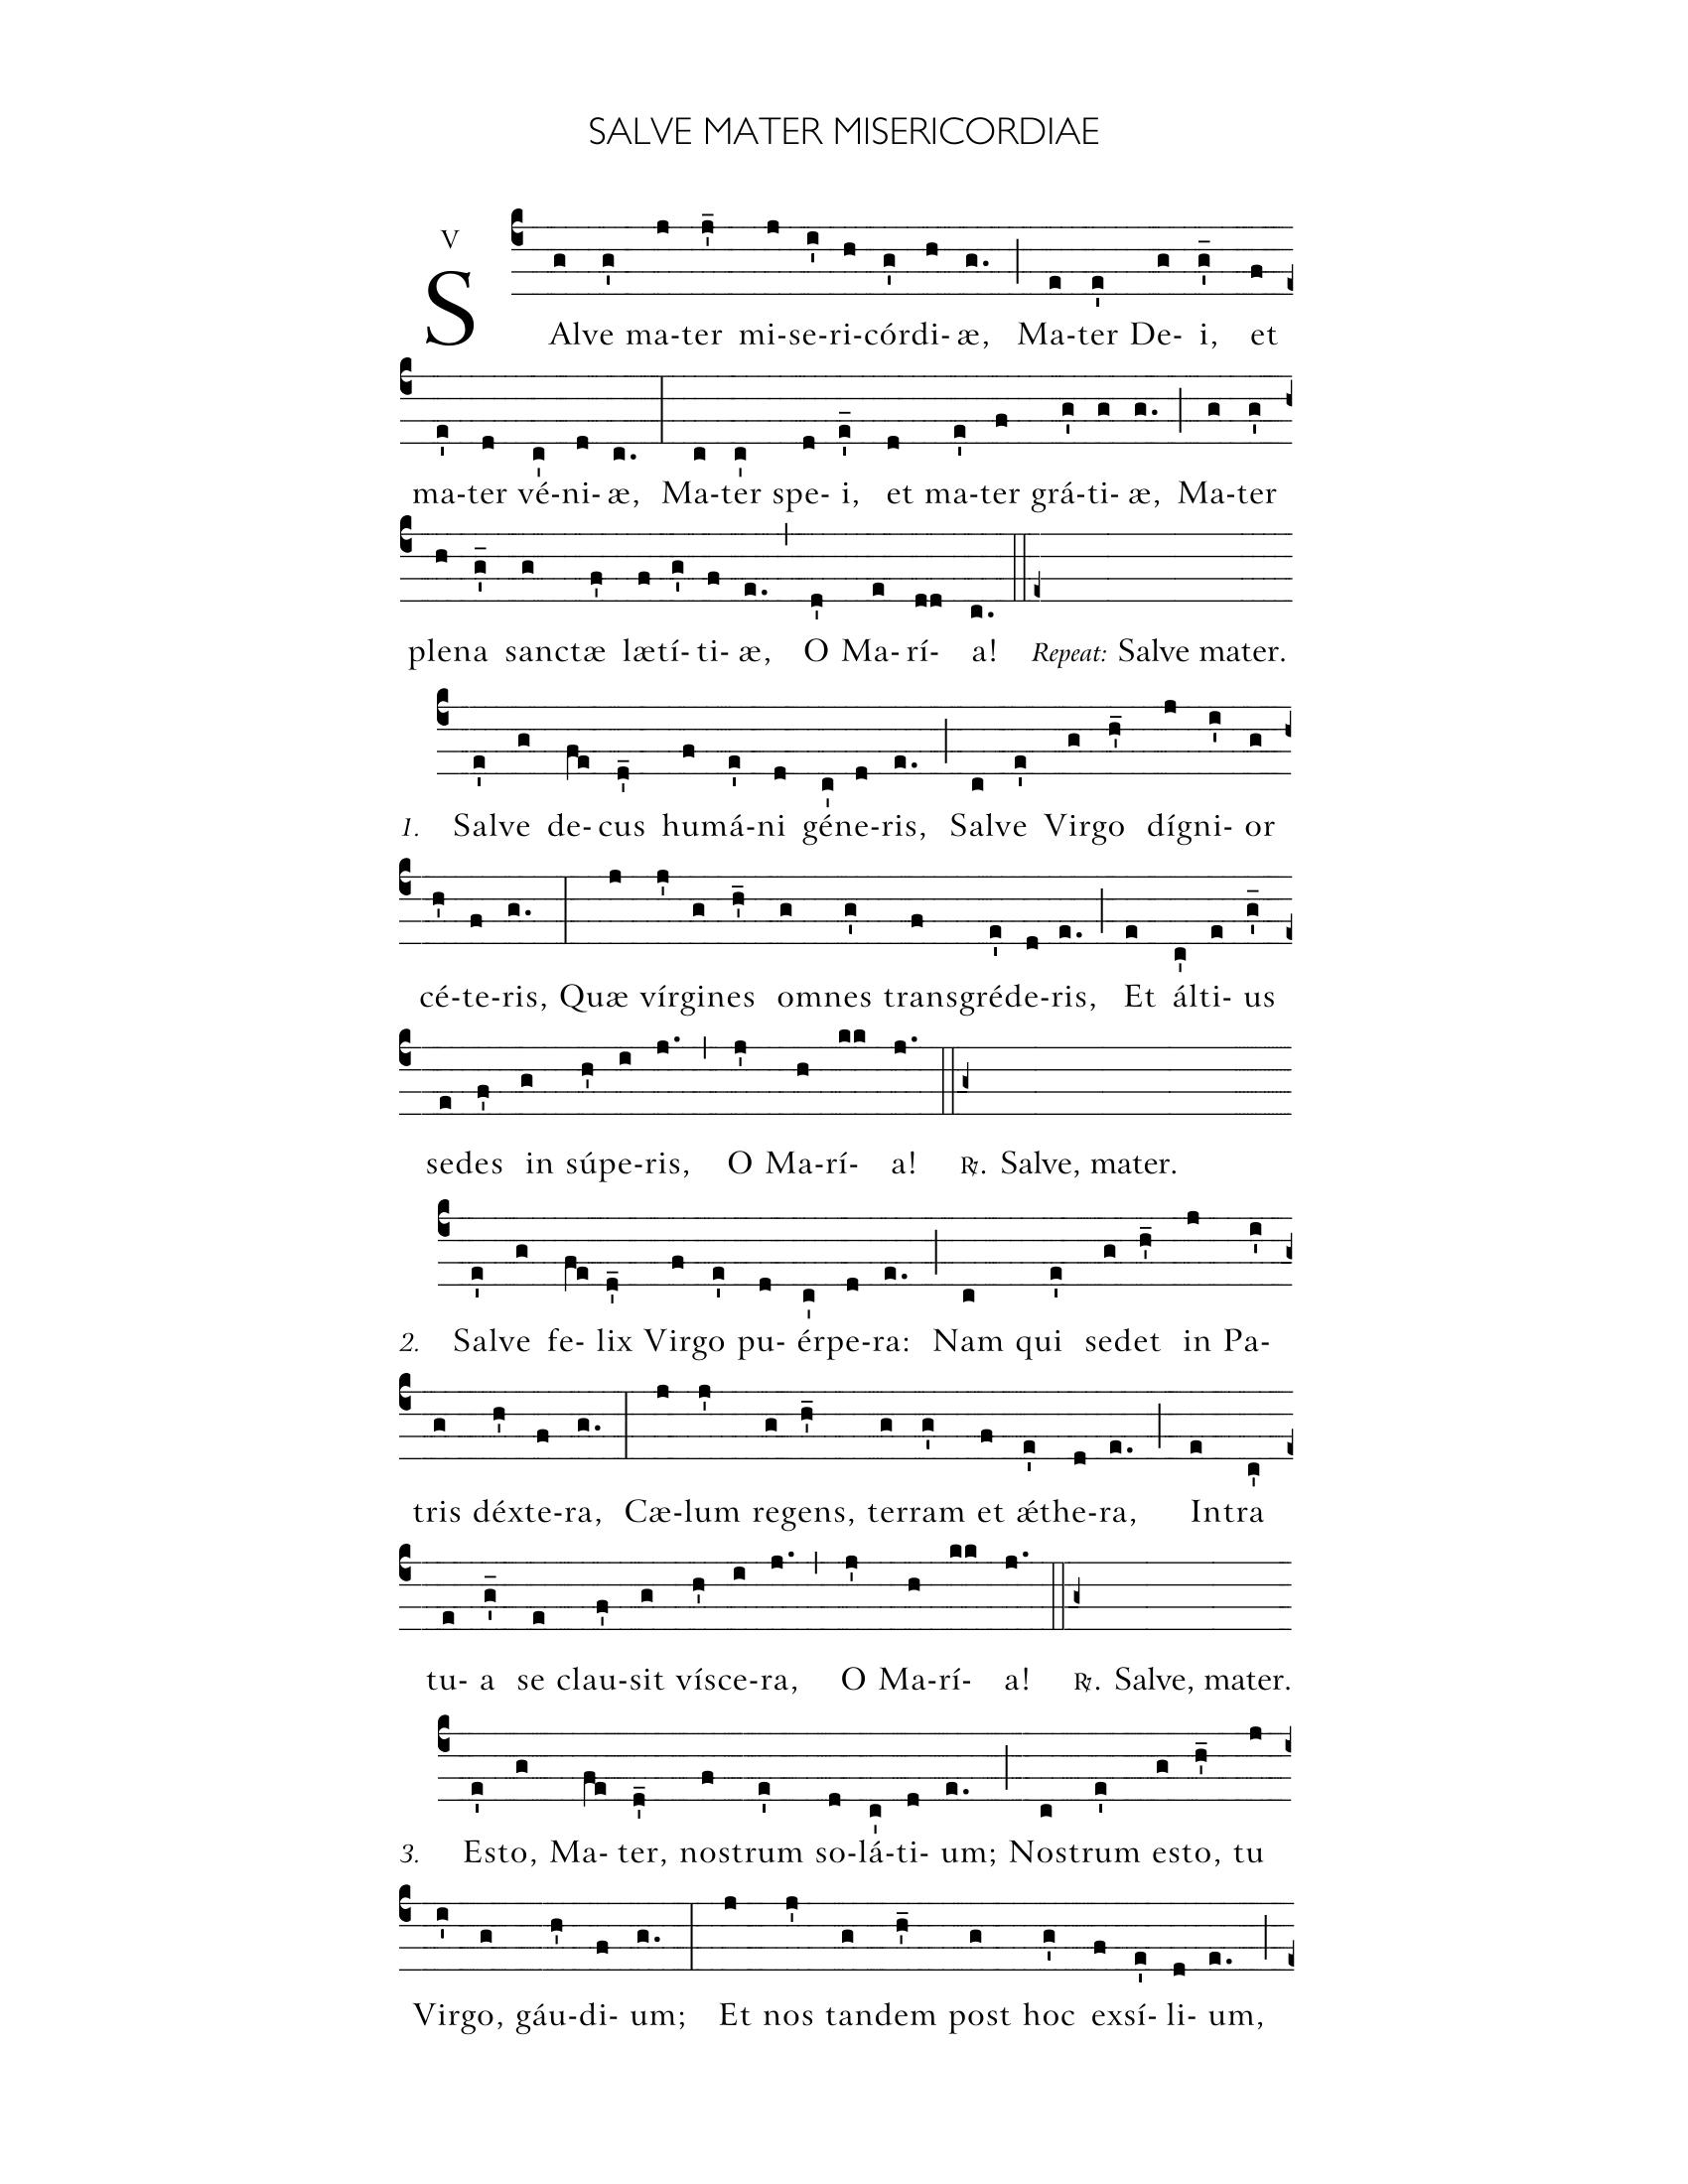 SALVE MATER MISERICORDIAE
V
SAlve ma-ter mi-se-ri-córdi-æ, Ma-ter De-i, et
ma-ter vé-ni-æ, Ma-ter spe-i, et ma-ter grá-ti-æ, Ma-ter
plena sanctæ lætí-ti-æ, O Ma-rí-a! Repeat: Salve mater.
1. Salve de-cus humá-ni géne-ris, Salve Virgo dígni-or
cé-te-ris, Quæ vírgines omnes transgréde-ris, Et álti-us
sedes in súpe-ris, O Ma-rí-a! ℟. Salve, mater.
2. Salve fe-lix Virgo pu-érpe-ra: Nam qui sedet in Pa-
tris déxte-ra, Cæ-lum regens, terram et ǽthe-ra, Intra
tu-a se clau-sit vísce-ra, O Ma-rí-a! ℟. Salve, mater.
3. Esto, Ma-ter, nostrum so-lá-ti-um; Nostrum esto, tu
Virgo, gáu-di-um; Et nos tandem post hoc exsí-li-um,